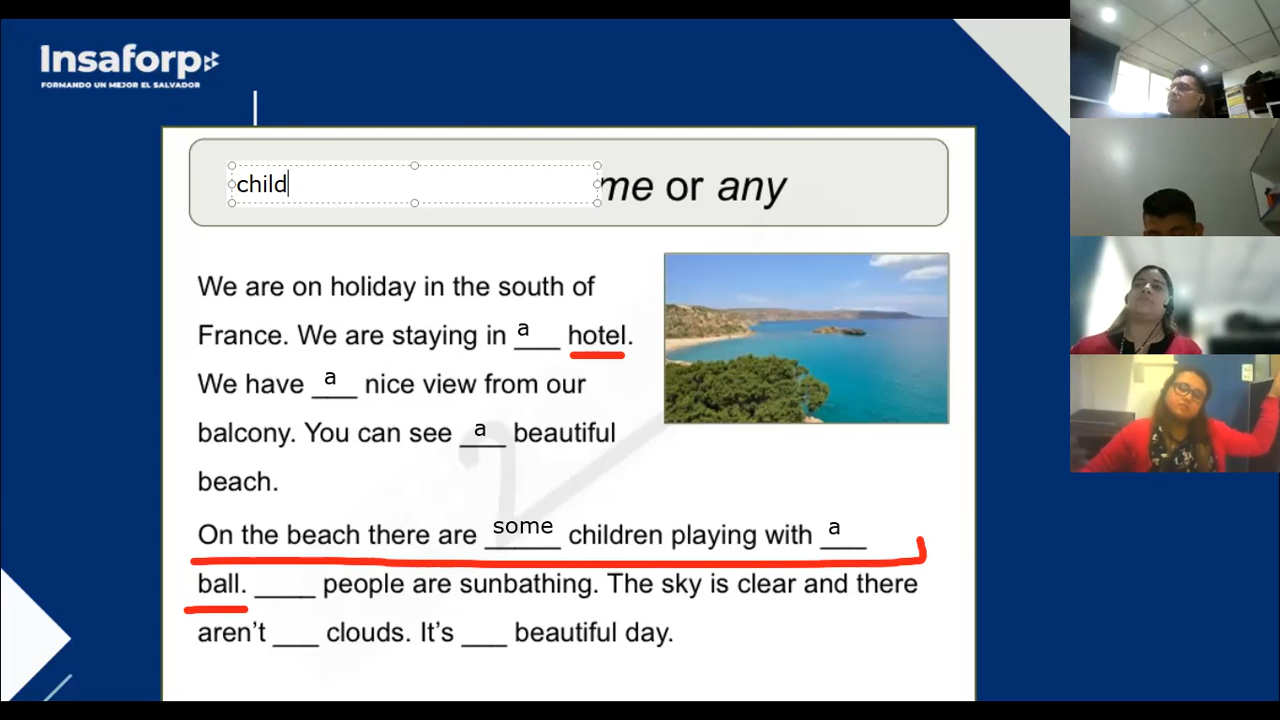 Insaforp
FORMANDO UN MEJOR EL SALVADOR
child
me or any
We are on holiday in the south of
France. We are staying in a hotel.
We have a nice view from our
balcony. You can see a beautiful
beach.
On the beach there are some children playing with a
ball. ____ people are sunbathing. The sky is clear and there
aren't ___ clouds. It's ___ beautiful day.